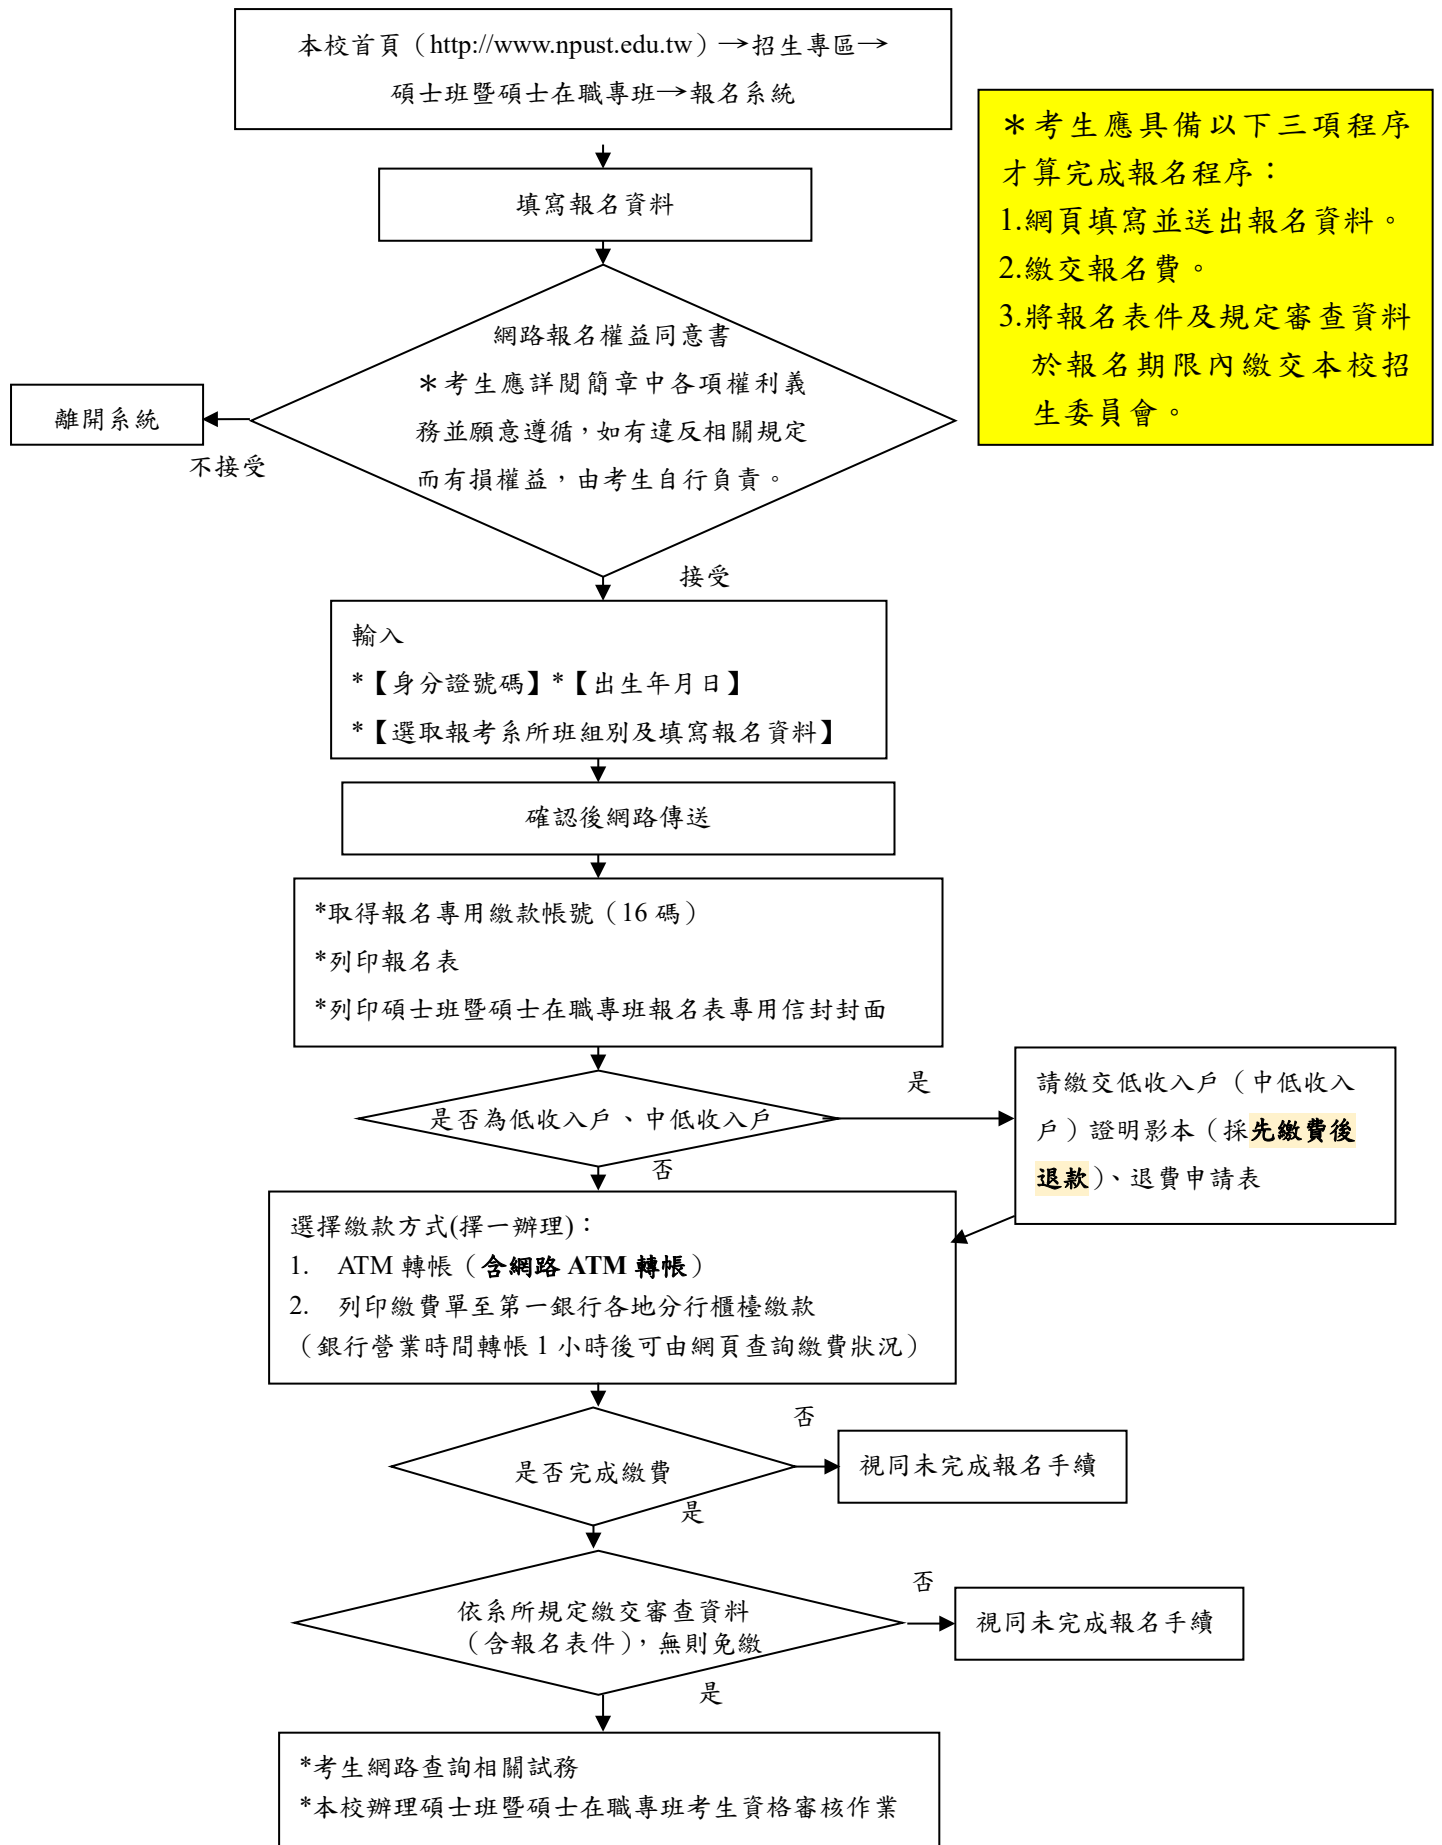 本校首頁（http://www.npust.edu.tw）→招生專區→
碩士班暨碩士在職專班→報名系統
＊考生應具備以下三項程序
才算完成報名程序：
1.網頁填寫並送出報名資料。
2.繳交報名費。
3.將報名表件及規定審查資料
於報名期限內繳交本校招
生委員會。
填寫報名資料
網路報名權益同意書
＊考生應詳閱簡章中各項權利義
務並願意遵循，如有違反相關規定
而有損權益，由考生自行負責。
離開系統
不接受
接受
輸入
*【身分證號碼】*【出生年月日】
*【選取報考系所班組別及填寫報名資料】
確認後網路傳送
*取得報名專用繳款帳號（16 碼）
*列印報名表
*列印碩士班暨碩士在職專班報名表專用信封封面
是否為低收入戶、中低收入戶
是
請繳交低收入戶（中低收入
戶）證明影本（採先繳費後
退款）、退費申請表
否
選擇繳款方式(擇一辦理)：
1. ATM 轉帳（含網路 ATM 轉帳）
2. 列印繳費單至第一銀行各地分行櫃檯繳款
（銀行營業時間轉帳 1 小時後可由網頁查詢繳費狀況）
是否完成繳費
否
視同未完成報名手續
是
依系所規定繳交審查資料
（含報名表件），無則免繳
否
視同未完成報名手續
是
*考生網路查詢相關試務
*本校辦理碩士班暨碩士在職專班考生資格審核作業